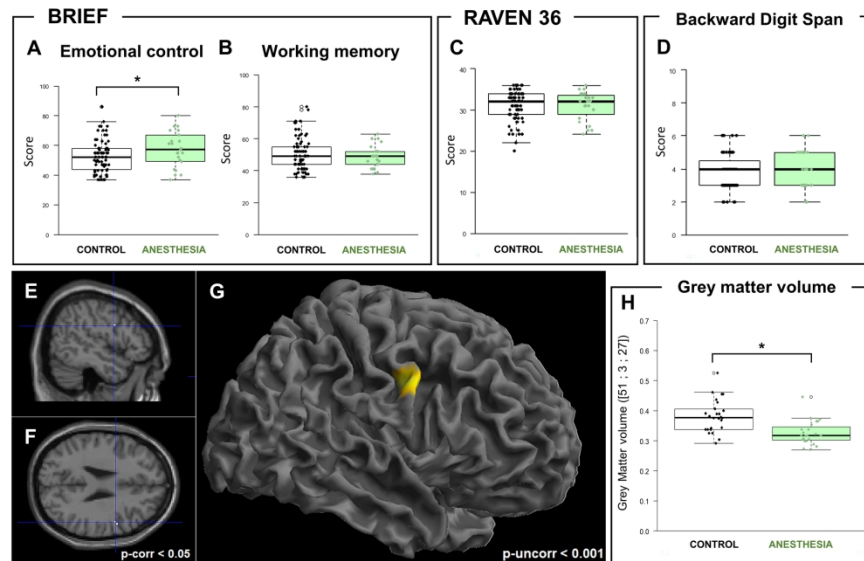 BRIEF
RAVEN 36
Backward Digit Span
A
Emotional control
B
Working memory
C
D
*
Score
100
80
60
40
20
0
CONTROL
ANESTHESIA
Score
100
80
60
40
20
0
CONTROL
ANESTHESIA
Score
40
30
20
10
0
CONTROL
ANESTHESIA
Score
10
8
6
4
2
0
CONTROL
ANESTHESIA
E
F
p-corr < 0.05
G
p-uncorr < 0.001
Grey matter volume
H
*
Grey Matter volume ([51 ; 3 ; 27])
0.7
0.6
0.5
0.4
0.3
0.2
0.1
0.0
CONTROL
ANESTHESIA